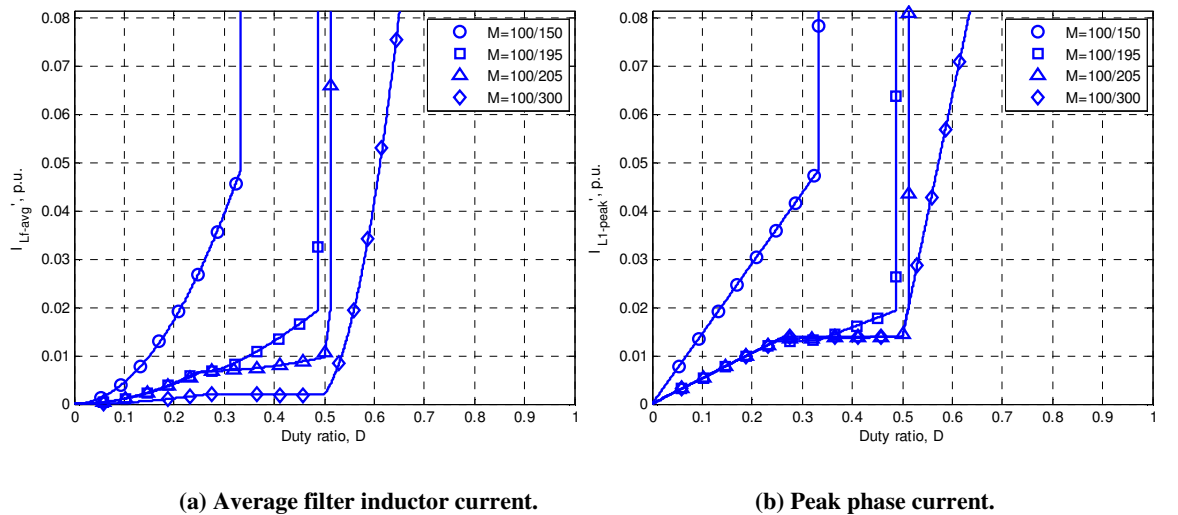 0.08
0.07
0.06
0.05
0.04
0.03
0.02
0.01
0
I Lf-avg', p.u.
0 0.1 0.2 0.3 0.4 0.5 0.6 0.7 0.8 0.9 1
Duty ratio, D
M=100/150
M=100/195
M=100/205
M=100/300
(a) Average filter inductor current.
0.08
0.07
0.06
0.05
0.04
0.03
0.02
0.01
0
I L1-peak', p.u.
0 0.1 0.2 0.3 0.4 0.5 0.6 0.7 0.8 0.9 1
Duty ratio, D
M=100/150
M=100/195
M=100/205
M=100/300
(b) Peak phase current.